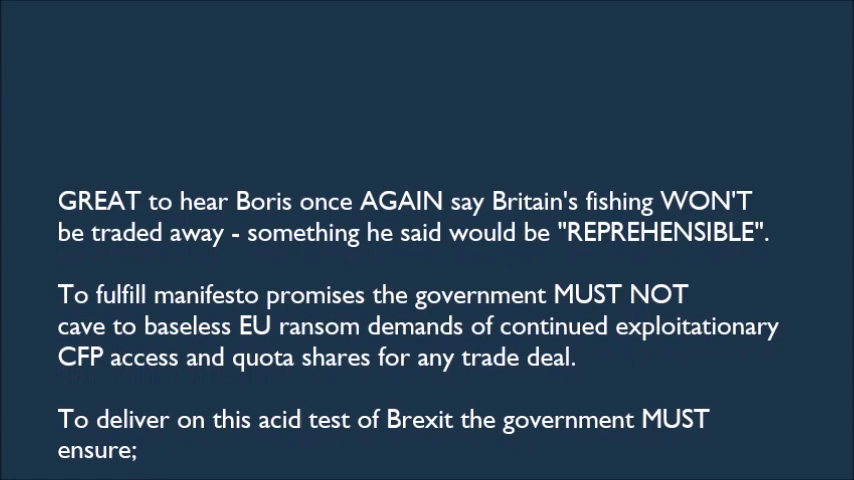 GREAT to hear Boris once AGAIN say Britain's fishing WON'T
be traded away - something he said would be "REPREHENSIBLE".
To fulfill manifesto promises the government MUST NOT
cave to baseless EU ransom demands of continued exploitationary
CFP access and quota shares for any trade deal.
To deliver on this acid test of Brexit the government MUST
ensure;